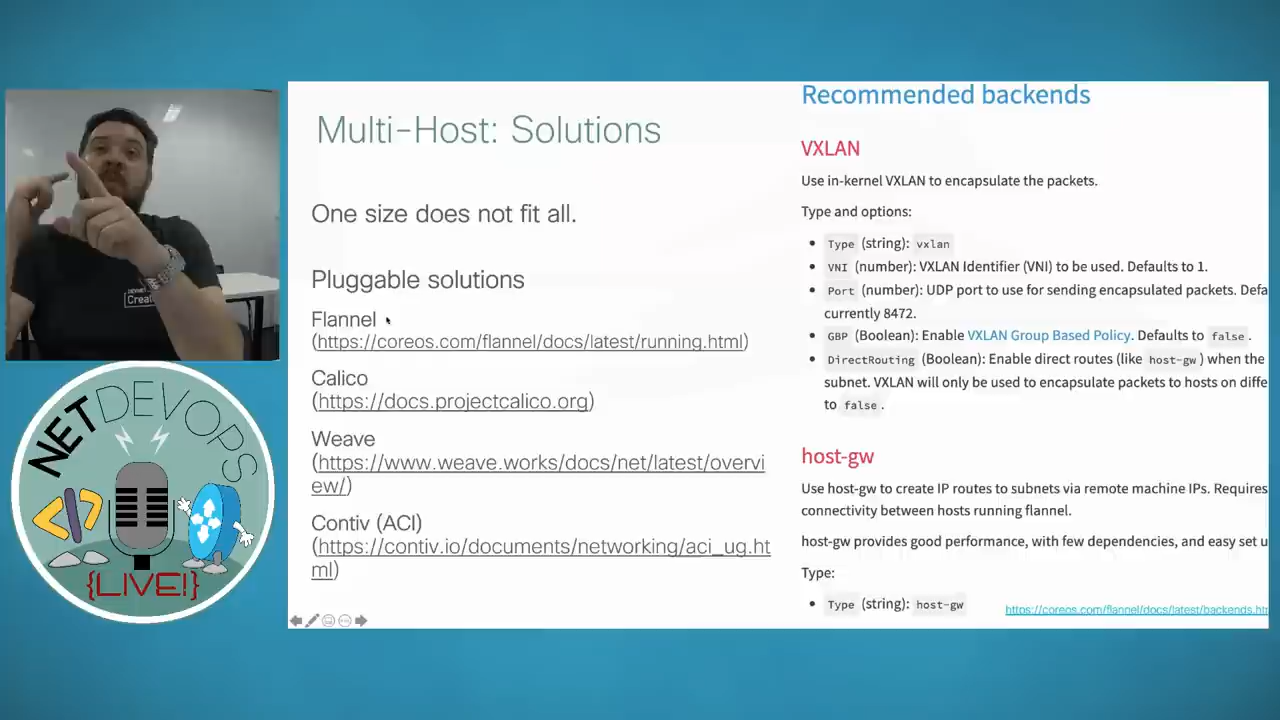 Multi-Host: Solutions
One size does not fit all.
Pluggable solutions
Flannel
(https://coreos.com/flannel/docs/latest/running.html)
Calico
(https://docs.projectcalico.org)
Weave
(https://www.weave.works/docs/net/latest/overvi
ew/)
Contiv (ACI)
(https://contiv.io/documents/networking/aci_ug.ht
ml)
Recommended backends
VXLAN
Use in-kernel VXLAN to encapsulate the packets.
Type and options:
• Type (string): vxlan
• VNI (number): VXLAN Identifier (VNI) to be used. Defaults to 1.
• Port (number): UDP port to use for sending encapsulated packets. Defa
currently 8472.
• GBP (Boolean): Enable VXLAN Group Based Policy. Defaults to false.
• DirectRouting (Boolean): Enable direct routes (like host-gw) when the
subnet. VXLAN will only be used to encapsulate packets to hosts on diffe
to false.
host-gw
Use host-gw to create IP routes to subnets via remote machine IPs. Requires
connectivity between hosts running flannel.
host-gw provides good performance, with few dependencies, and easy set u
Type:
• Type (string): host-gw
https://coreos.com/flannel/docs/latest/backends.ht
NETDEVOPS
{LIVE!}